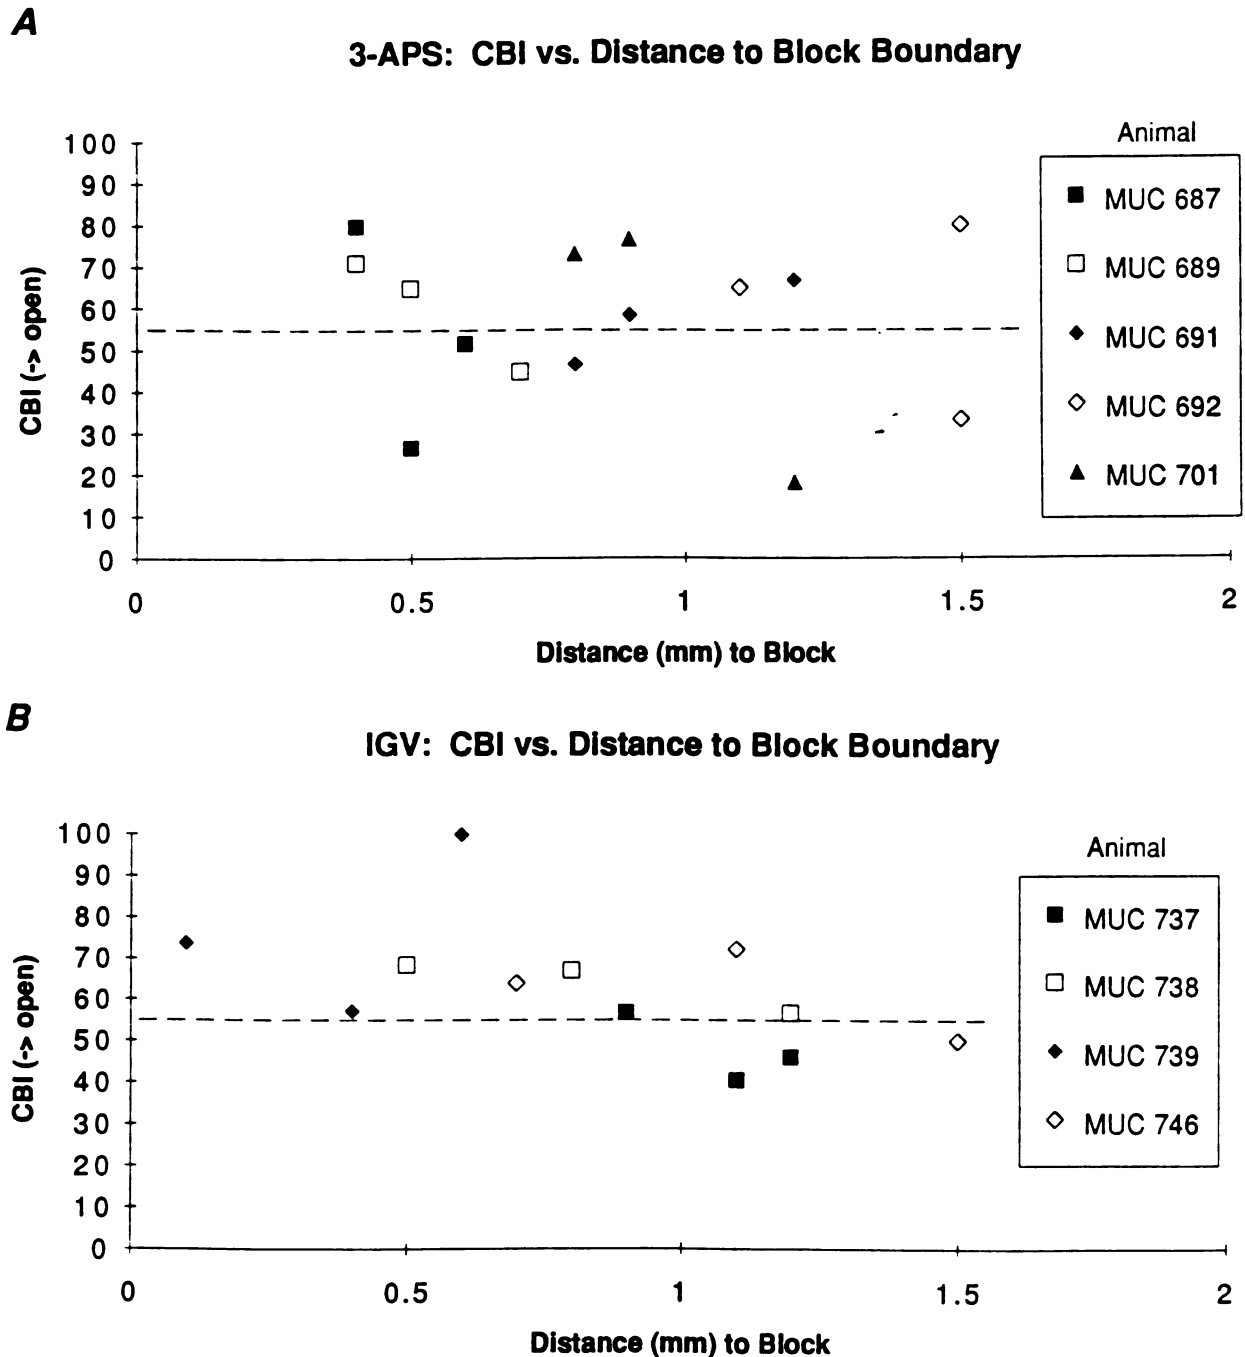 A
3-APS: CBI vs. Distance to Block Boundary
Animal
MUC 687
MUC 689
MUC 691
MUC 692
MUC 701
CBI (-> open)
100
90
80
70
60
50
40
30
20
10
0
0 0.5 1 1.5 2
Distance (mm) to Block
B
IGV: CBI vs. Distance to Block Boundary
Animal
MUC 737
MUC 738
MUC 739
MUC 746
CBI (-> open)
100
90
80
70
60
50
40
30
20
10
0
0 0.5 1 1.5 2
Distance (mm) to Block